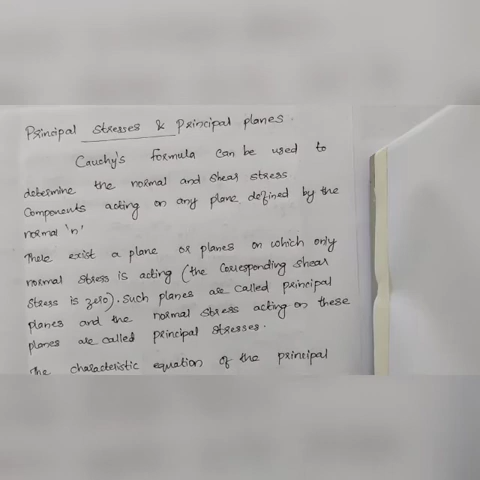 Principal stresses & Principal planes.
Cauchy's formula can be used to
determine the normal and shear stress
Components acting on any plane defined by the
normal 'n'
There exist a plane or planes on which only
normal stress is acting (the corresponding shear
stress is zero). Such planes are called principal
planes and the normal stress acting on these
planes are called principal stresses.
The characteristic equation of the principal